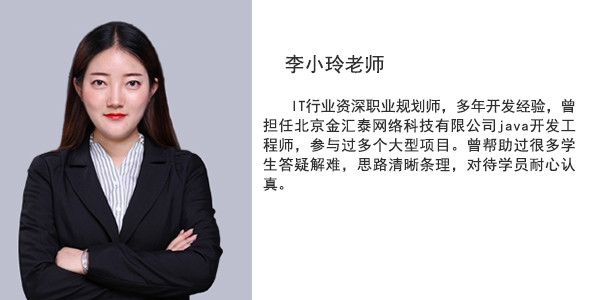 李小玲老师
IT行业资深职业规划师，多年开发经验，曾
担任北京金汇泰网络科技有限公司java开发工
程师，参与过多个大型项目。曾帮助过很多学
生答疑解难，思路清晰条理，对待学员耐心认
真。